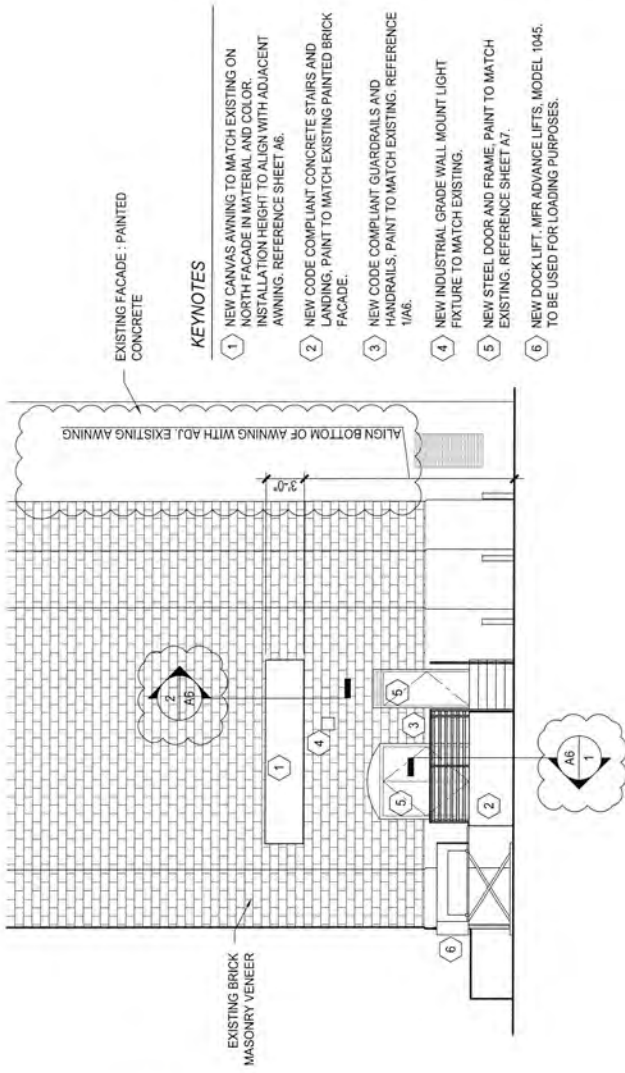 EXISTING FACADE : PAINTED
CONCRETE
EXISTING BRICK
MASONRY VENEER
ALIGN BOTTOM OF AWNING WITH ADJ. EXISTING AWNING
3'-0"
2
A6
1
4
5
3
5
2
6
A6
1
KEYNOTES
1 NEW CANVAS AWNING TO MATCH EXISTING ON
NORTH FACADE IN MATERIAL AND COLOR.
INSTALLATION HEIGHT TO ALIGN WITH ADJACENT
AWNING. REFERENCE SHEET A6.
2 NEW CODE COMPLIANT CONCRETE STAIRS AND
LANDING, PAINT TO MATCH EXISTING PAINTED BRICK
FACADE.
3 NEW CODE COMPLIANT GUARDRAILS AND
HANDRAILS, PAINT TO MATCH EXISTING. REFERENCE
1/A6.
4 NEW INDUSTRIAL GRADE WALL MOUNT LIGHT
FIXTURE TO MATCH EXISTING.
5 NEW STEEL DOOR AND FRAME, PAINT TO MATCH
EXISTING. REFERENCE SHEET A7.
6 NEW DOCK LIFT. MFR ADVANCE LIFTS, MODEL 1045.
TO BE USED FOR LOADING PURPOSES.